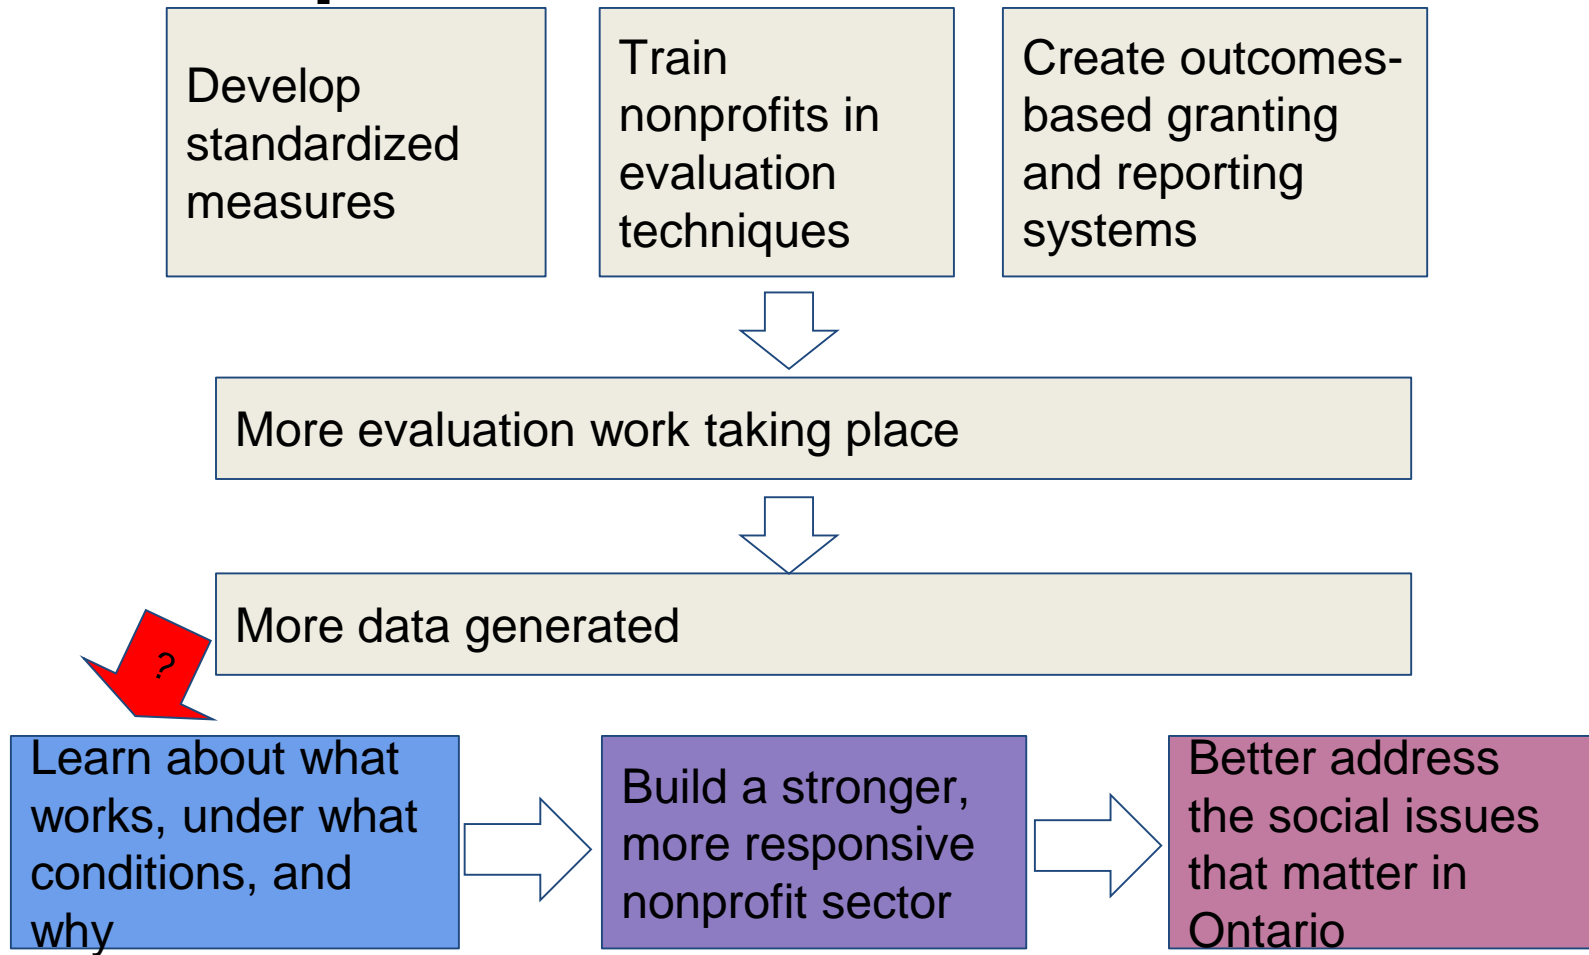 Develop
standardized
measures
Train
nonprofits in
evaluation
techniques
Create outcomes-
based granting
and reporting
systems
More evaluation work taking place
More data generated
?
Learn about what
works, under what
conditions, and
why
Build a stronger,
more responsive
nonprofit sector
Better address
the social issues
that matter in
Ontario